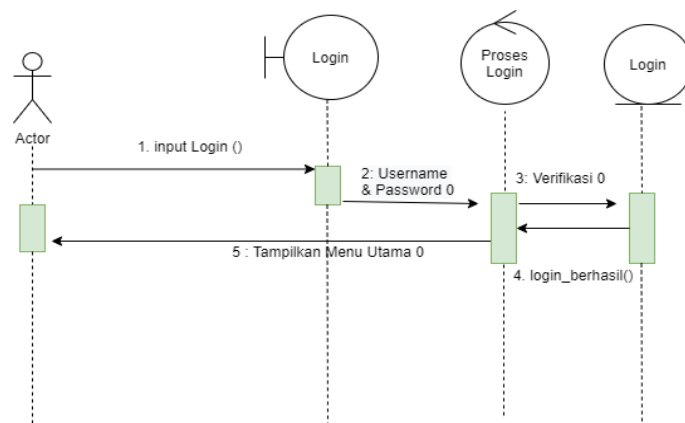 Login
Proses
Login
Login
Actor
1. input Login ()
2: Username
& Password 0
3: Verifikasi 0
5 : Tampilkan Menu Utama 0
4. login_berhasil()